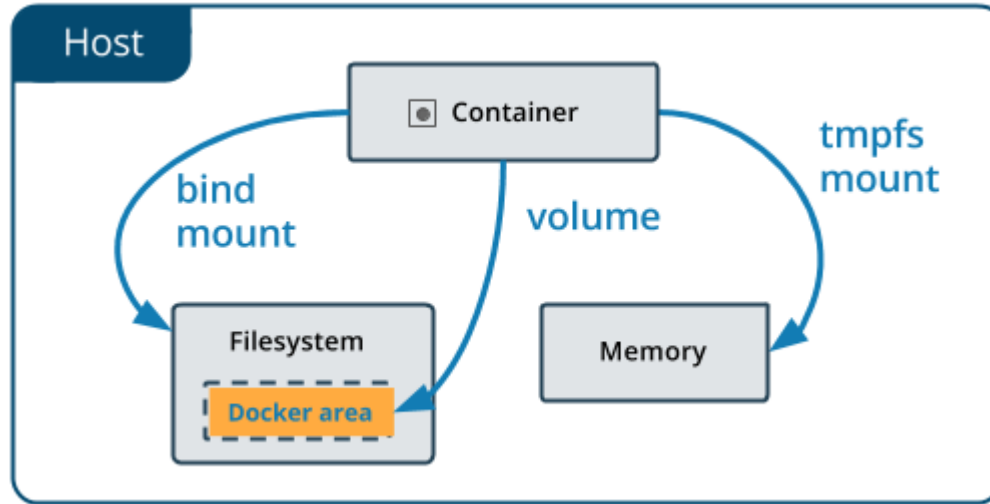 Host
Container
bind
mount
volume
tmpfs
mount
Filesystem
Docker area
Memory